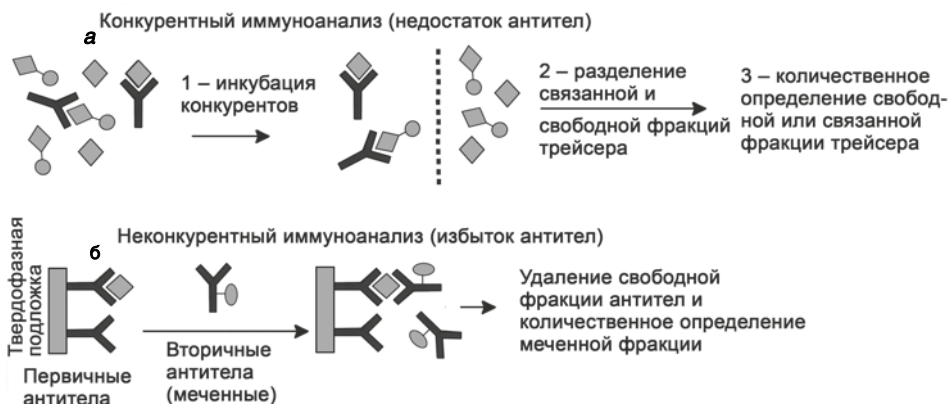 Конкурентный иммуноанализ (недостаток антител)
а
1 – инкубация
конкурентов
2 – разделение
связанной и
свободной фракций
трейсера
3 – количественное
определение свобод-
ной или связанной
фракции трейсера
Неконкурентный иммуноанализ (избыток антител)
б
Твердофазная
подложка
Первичные
антитела
Вторичные
антитела
(меченные)
Удаление свободной
фракции антител и
количественное определение
меченной фракции